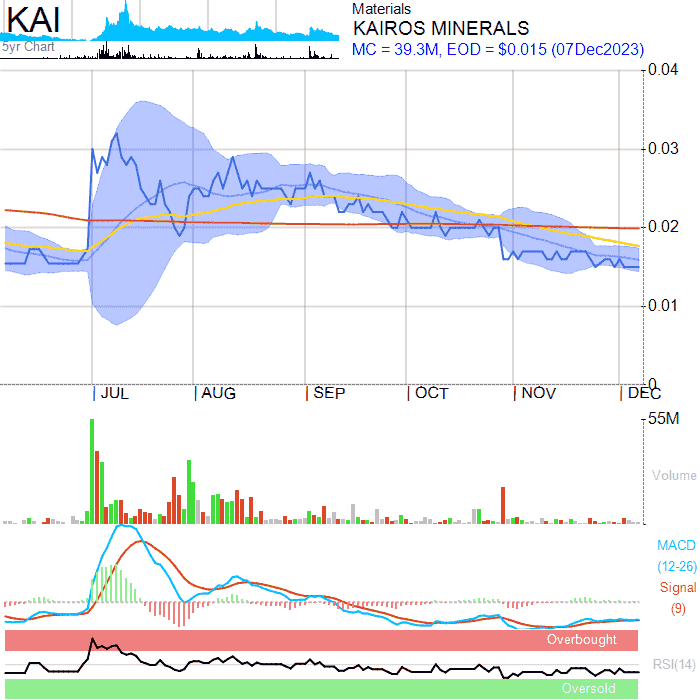 KAI
5yr Chart
Materials
KAIROS MINERALS
MC = 39.3M, EOD = $0.015 (07Dec2023)
0.04
0.03
0.02
0.01
0
JUL AUG SEP OCT NOV DEC
55M
Volume
MACD
(12-26)
Signal
(9)
Overbought
RSI(14)
Oversold